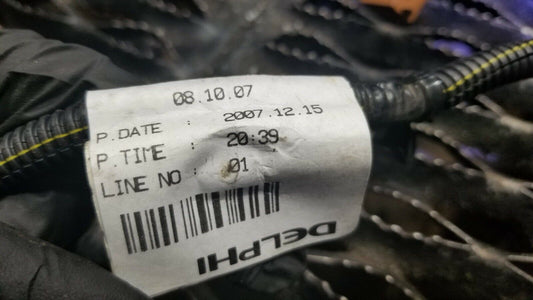 08.10.07
P.DATE : 2007.12.15
P.TIME : 20:39
LINE NO : 01
DELPHI